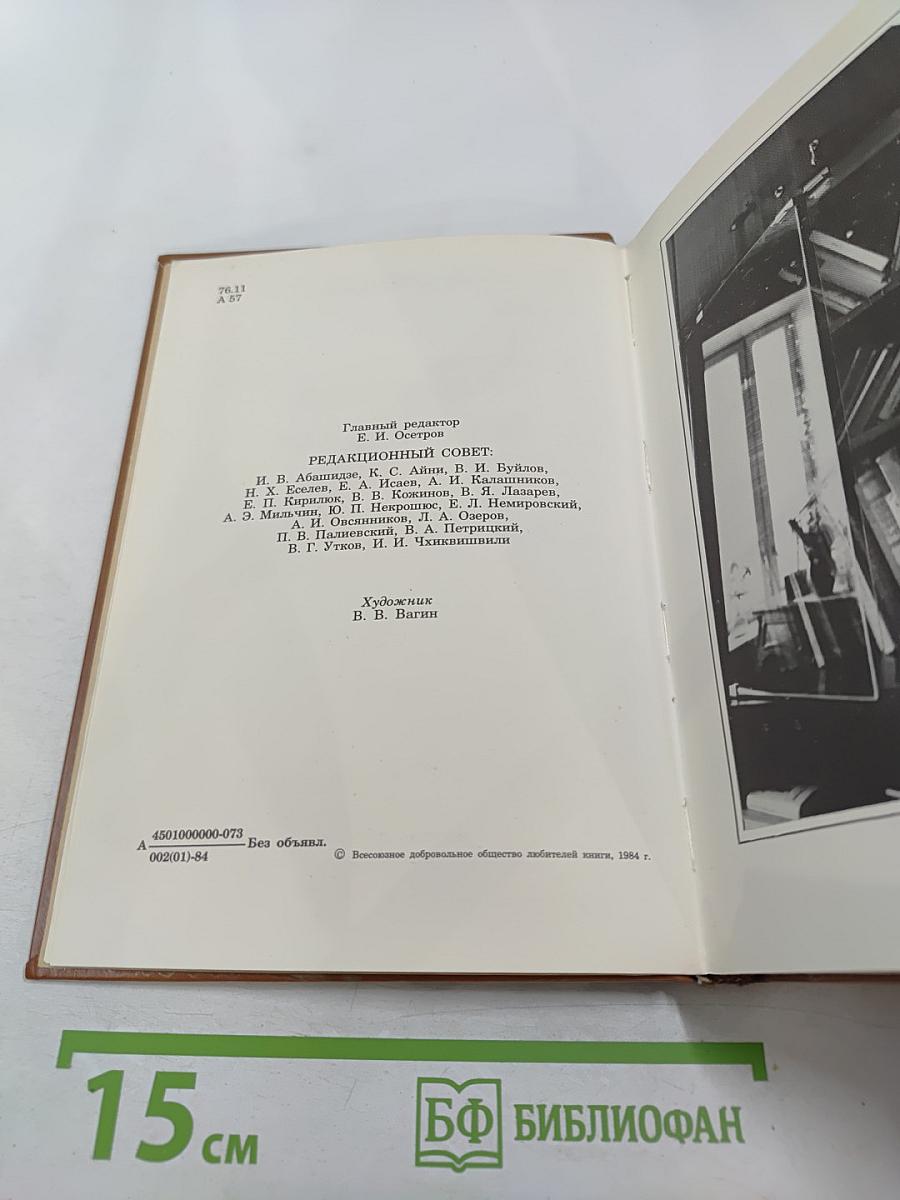 76.11
А 57
Главный редактор
Е. И. Осетров
РЕДАКЦИОННЫЙ СОВЕТ:
И. В. Абашидзе, К. С. Айни, В. И. Буйлов,
Н. Х. Еселев, Е. А. Исаев, А. И. Калашников,
Е. П. Кирилюк, В. В. Кожинов, В. Я. Лазарев,
А. Э. Мильчин, Ю. П. Некрошюс, Е. Л. Немировский,
А. И. Овсянников, Л. А. Озеров,
П. В. Палиевский, В. А. Петрицкий,
В. Г. Утков, И. И. Чхиквишвили
Художник
В. В. Вагин
А 4501000000-073 Без объявл.
002(01)-84
© Всесоюзное добровольное общество любителей книги, 1984 г.
15 см
БФ БИБЛИОФАН